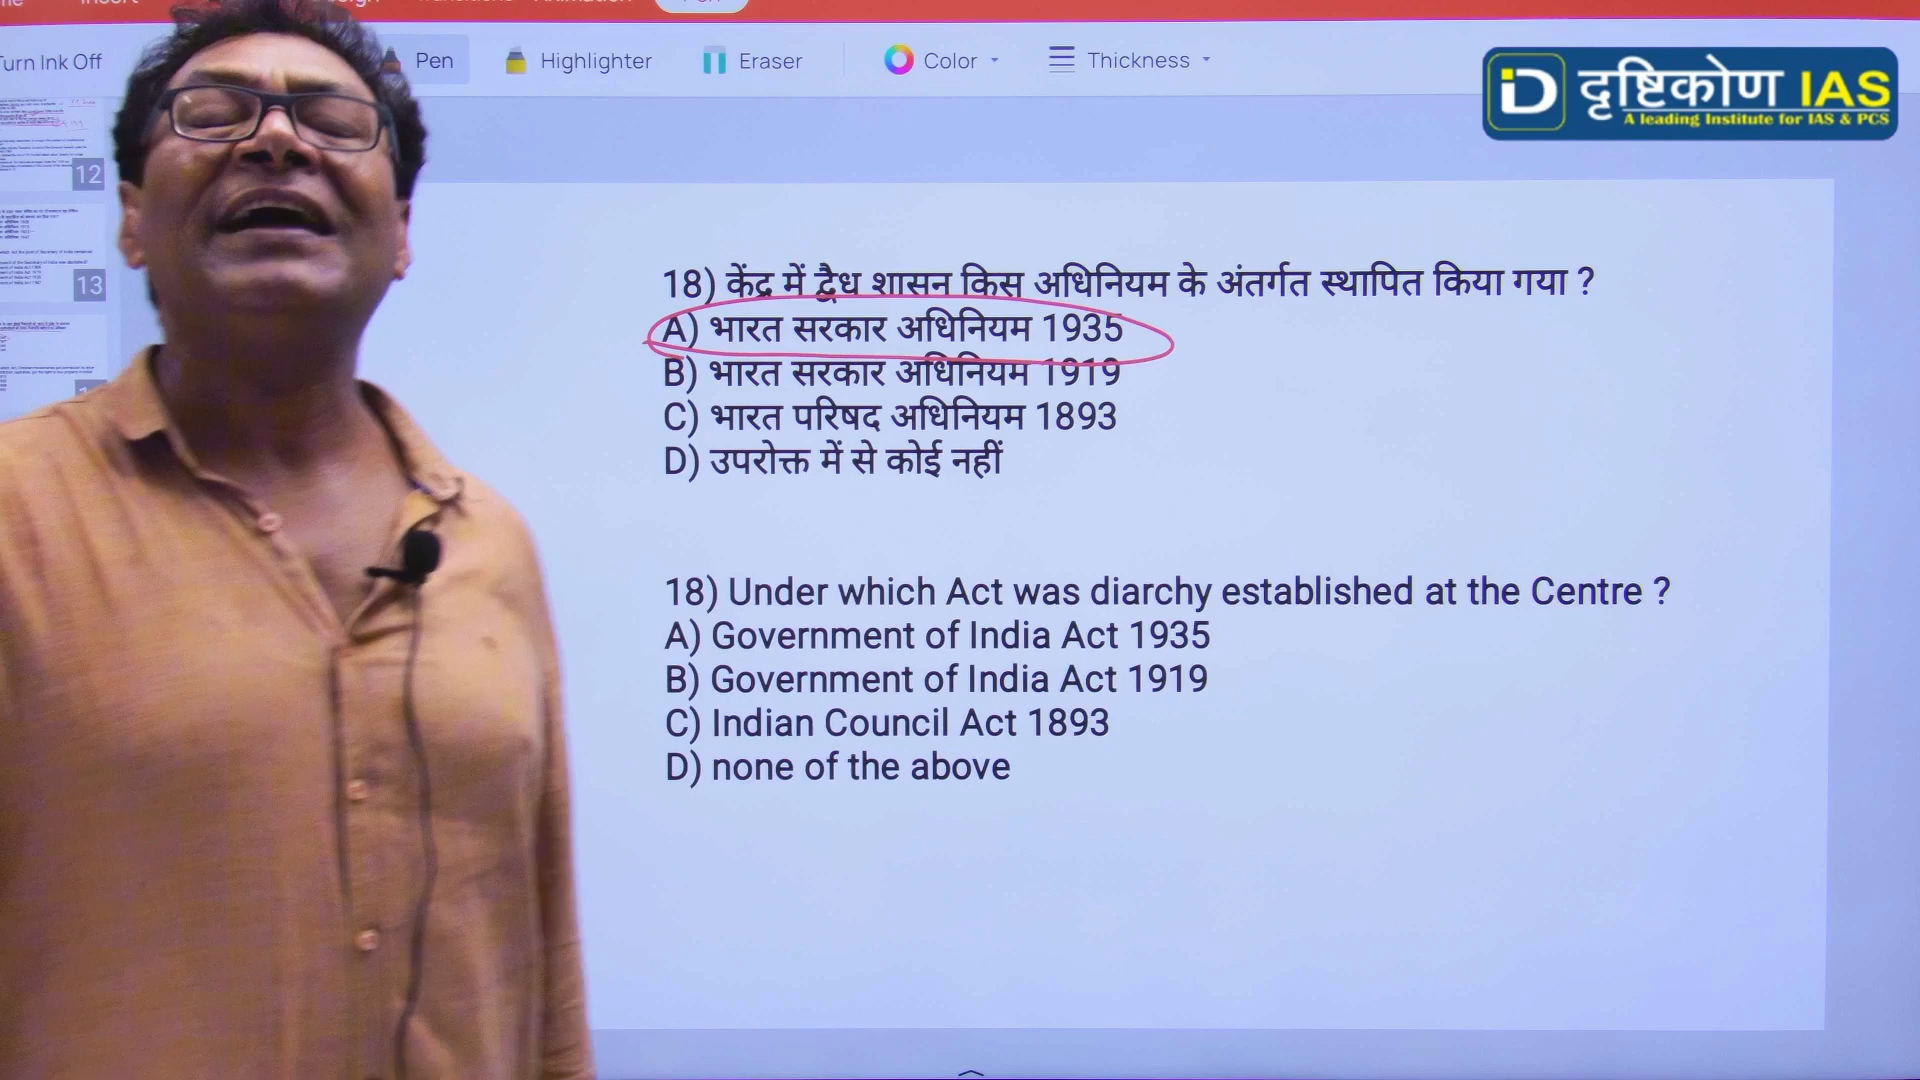 Insert
Pen
Turn Ink Off
Pen
Highlighter
Eraser
Color
Thickness
iD दृष्टिकोण IAS
A leading Institute for IAS & PCS
12
13
18) केंद्र में द्वैध शासन किस अधिनियम के अंतर्गत स्थापित किया गया ?
A) भारत सरकार अधिनियम 1935
B) भारत सरकार अधिनियम 1919
C) भारत परिषद अधिनियम 1893
D) उपरोक्त में से कोई नहीं
18) Under which Act was diarchy established at the Centre ?
A) Government of India Act 1935
B) Government of India Act 1919
C) Indian Council Act 1893
D) none of the above